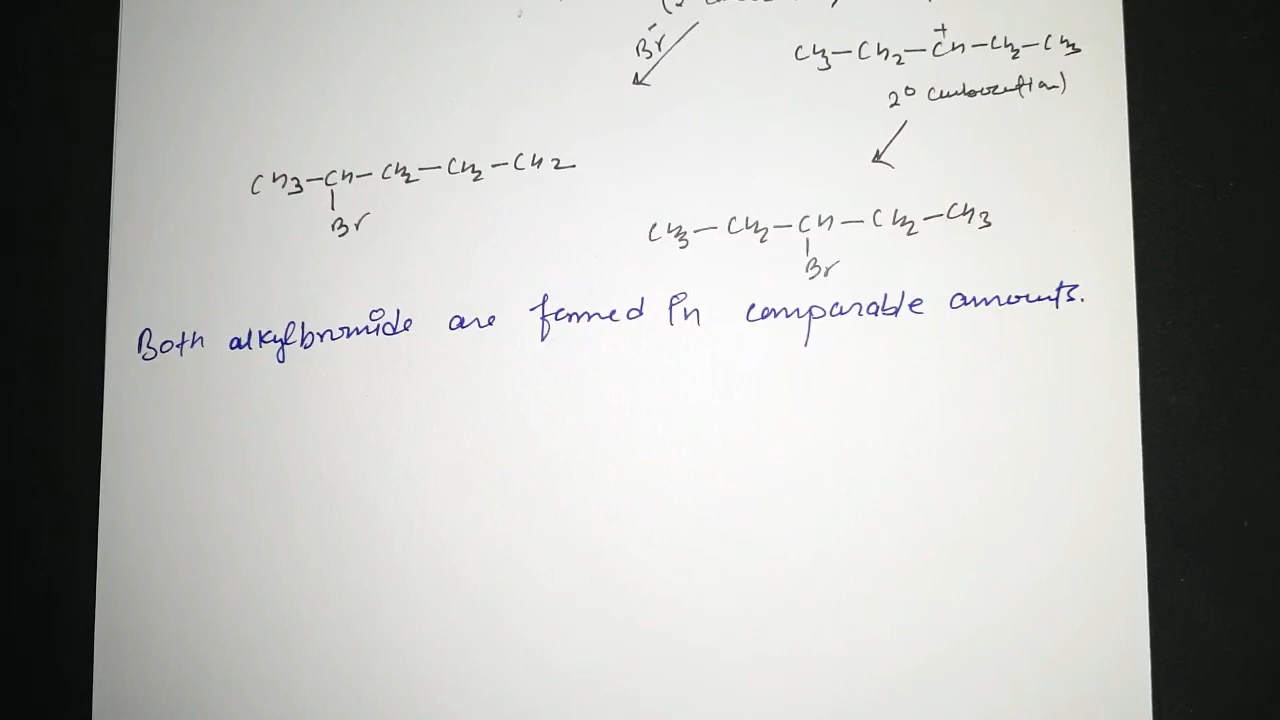 Br⁻
CH3-CH2-C⁺H-CH2-CH3
2° Carbocation)
CH3-CH-CH2-CH2-CH2
Br
CH3-CH2-CH-CH2-CH3
Br
Both alkylbromide are formed in comparable amounts.